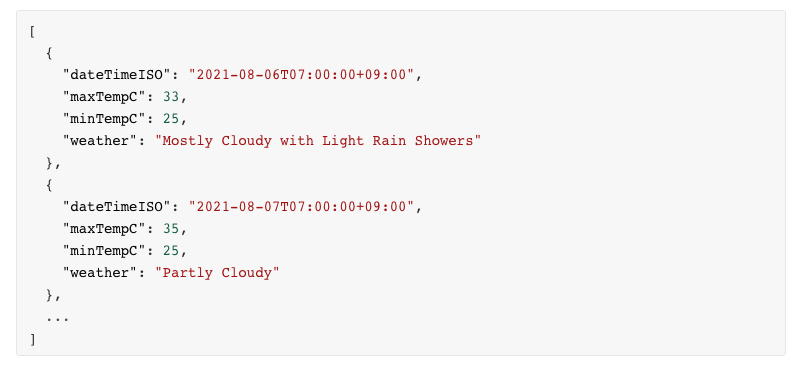 [
  {
    "dateTimeISO": "2021-08-06T07:00:00+09:00",
    "maxTempC": 33,
    "minTempC": 25,
    "weather": "Mostly Cloudy with Light Rain Showers"
  },
  {
    "dateTimeISO": "2021-08-07T07:00:00+09:00",
    "maxTempC": 35,
    "minTempC": 25,
    "weather": "Partly Cloudy"
  },
  ...
]